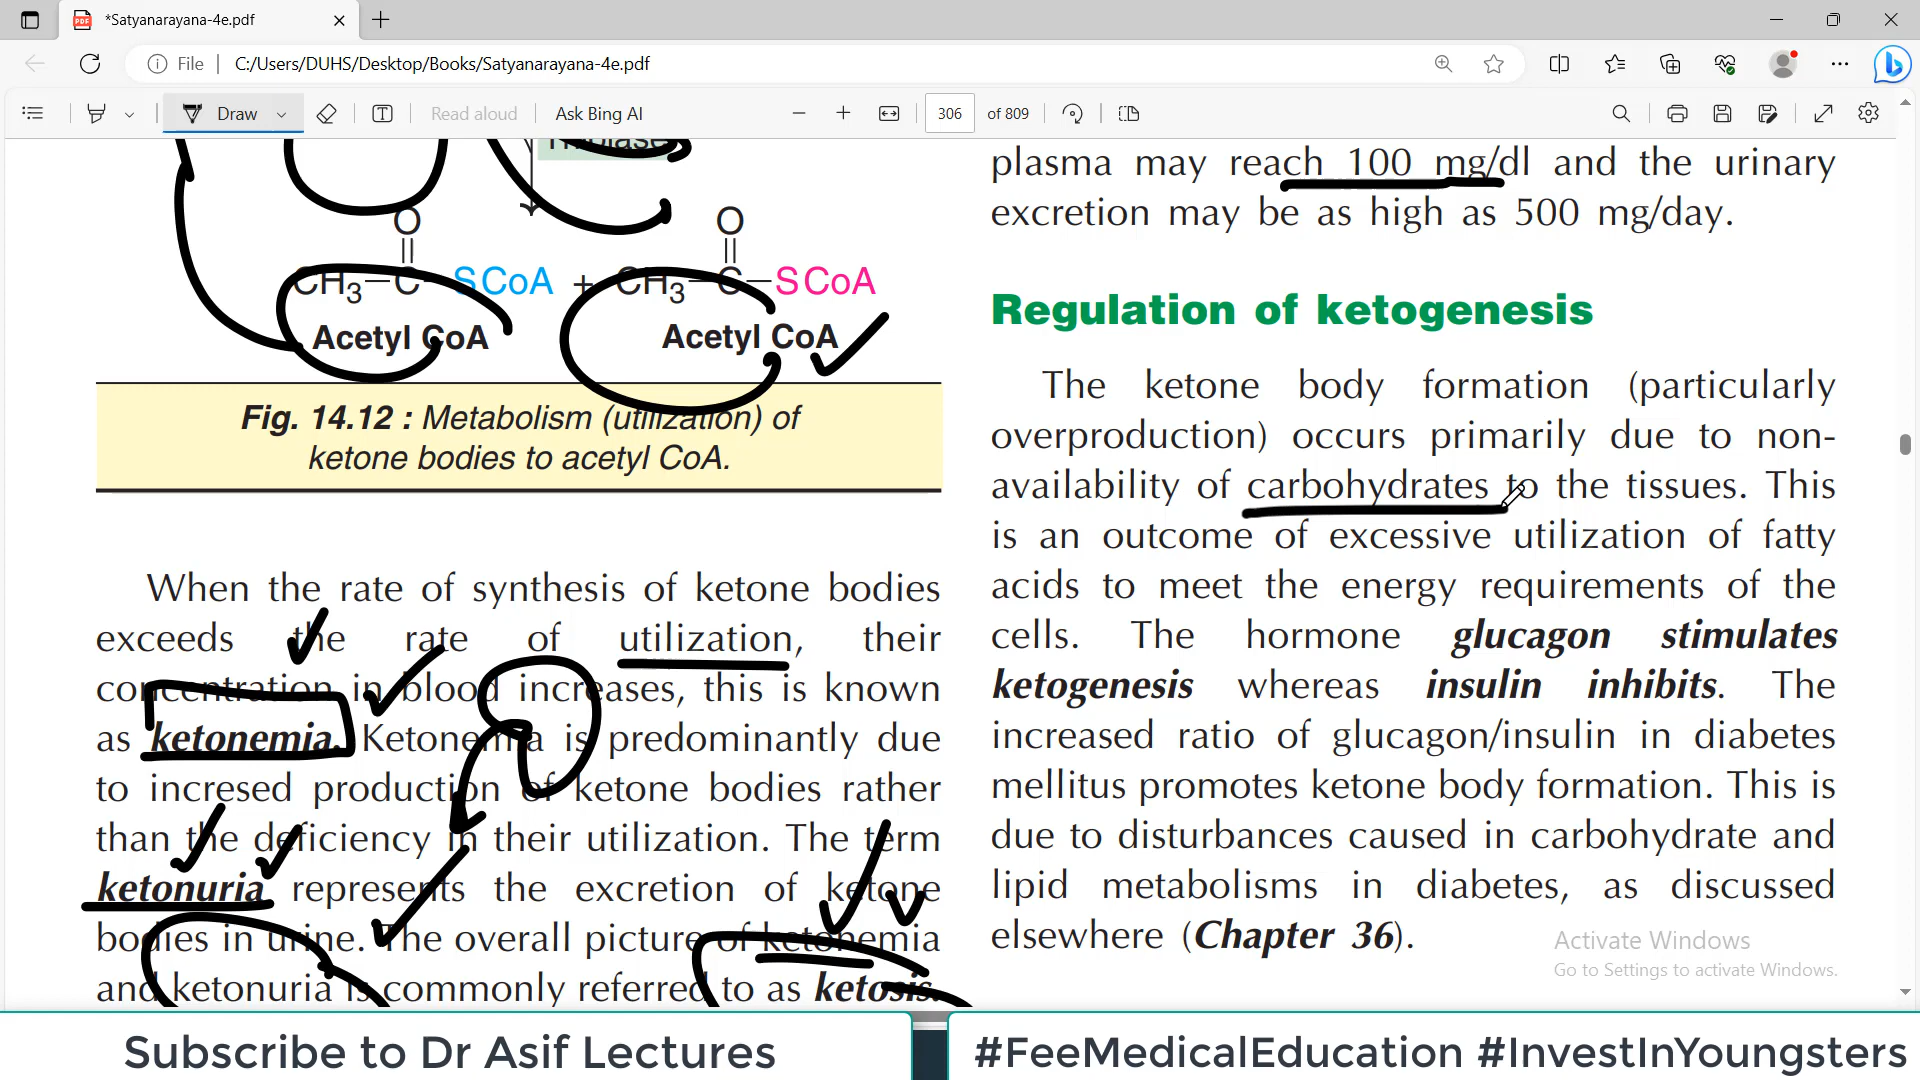 *Satyanarayana-4e.pdf
File
C:/Users/DUHS/Desktop/Books/Satyanarayana-4e.pdf
Draw
Read aloud
Ask Bing AI
306 of 809
O O
CH3—C SCoA + CH3—C—SCoA
Acetyl CoA Acetyl CoA
Fig. 14.12 : Metabolism (utilization) of
ketone bodies to acetyl CoA.
When the rate of synthesis of ketone bodies
exceeds the rate of utilization, their
concentration in blood increases, this is known
as ketonemia. Ketonemia is predominantly due
to incresed production of ketone bodies rather
than the deficiency in their utilization. The term
ketonuria represents the excretion of ketone
bodies in urine. The overall picture of ketonemia
and ketonuria is commonly referred to as ketosis.
plasma may reach 100 mg/dl and the urinary
excretion may be as high as 500 mg/day.
Regulation of ketogenesis
The ketone body formation (particularly
overproduction) occurs primarily due to non-
availability of carbohydrates to the tissues. This
is an outcome of excessive utilization of fatty
acids to meet the energy requirements of the
cells. The hormone glucagon stimulates
ketogenesis whereas insulin inhibits. The
increased ratio of glucagon/insulin in diabetes
mellitus promotes ketone body formation. This is
due to disturbances caused in carbohydrate and
lipid metabolisms in diabetes, as discussed
elsewhere (Chapter 36).
Activate Windows
Go to Settings to activate Windows.
Subscribe to Dr Asif Lectures
#FeeMedicalEducation #InvestInYoungsters